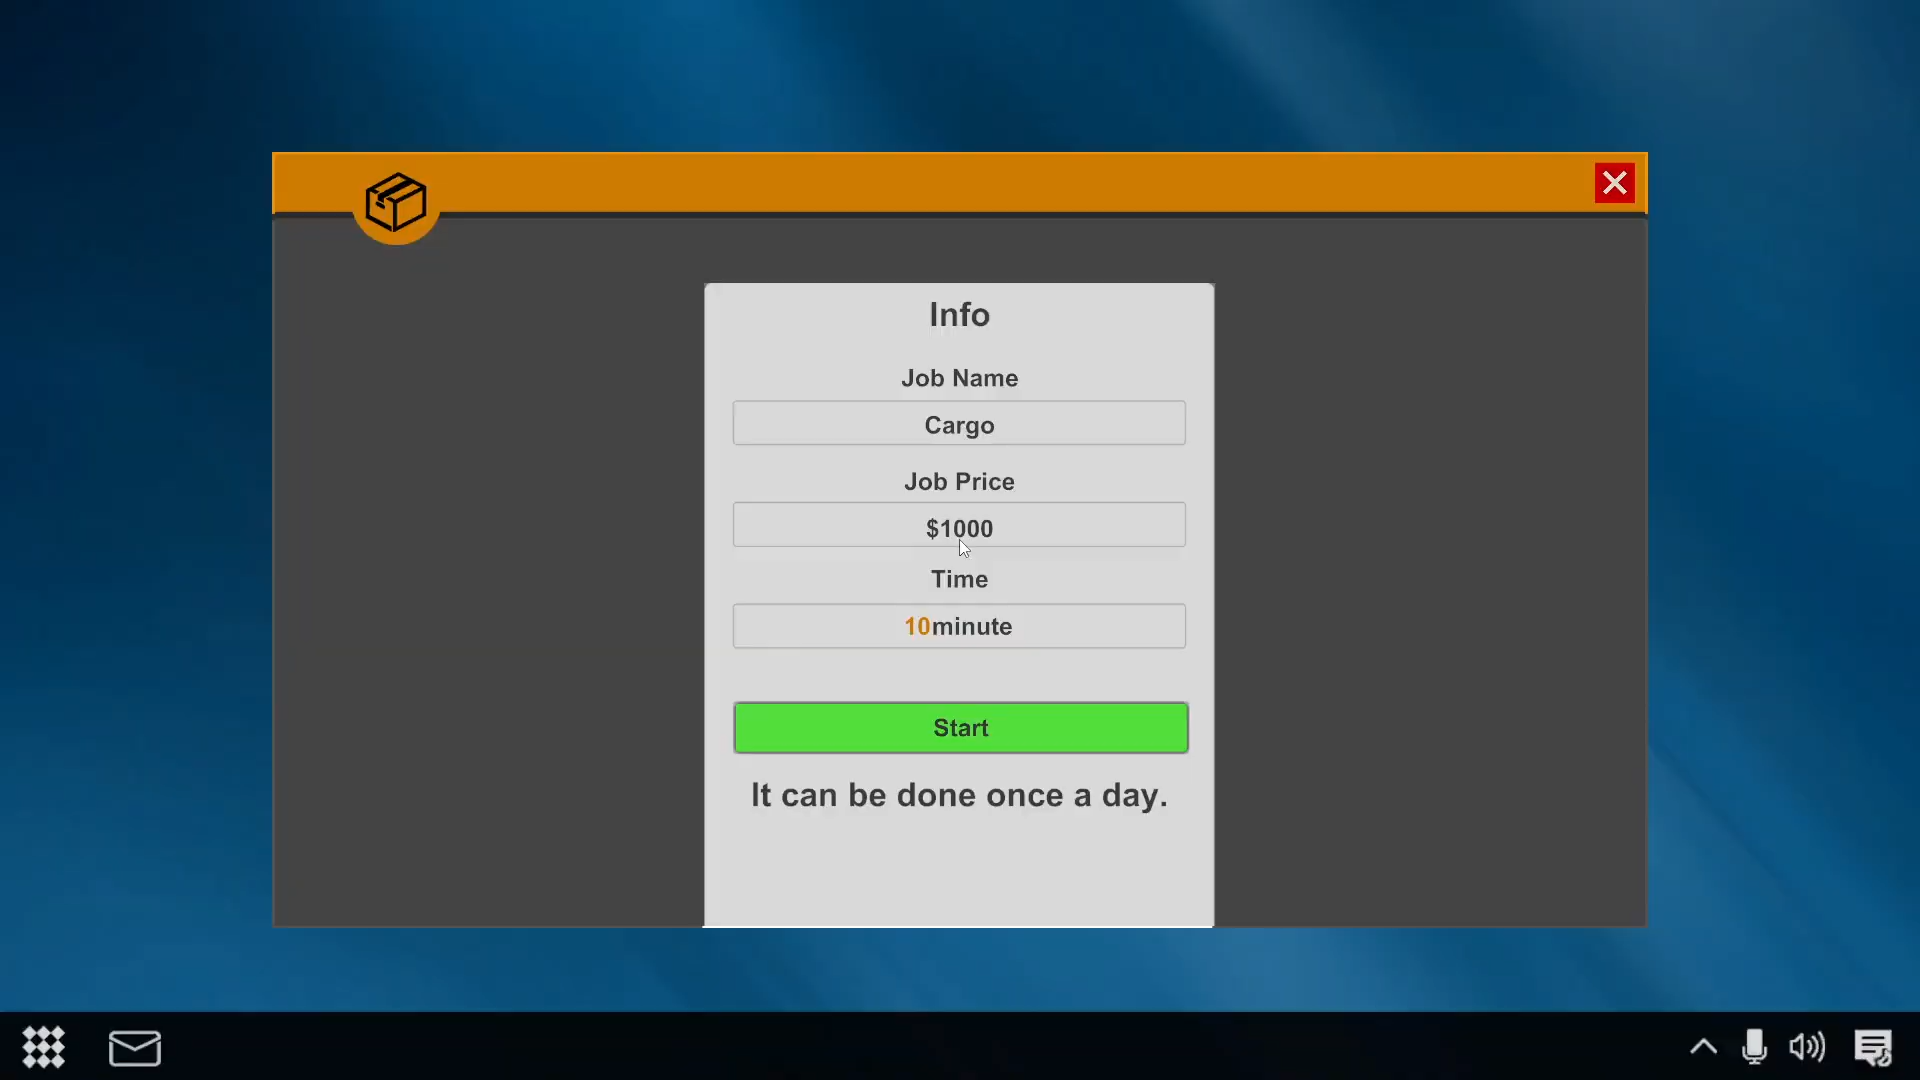 Info
Job Name
Cargo
Job Price
$1000
Time
10minute
Start
It can be done once a day.